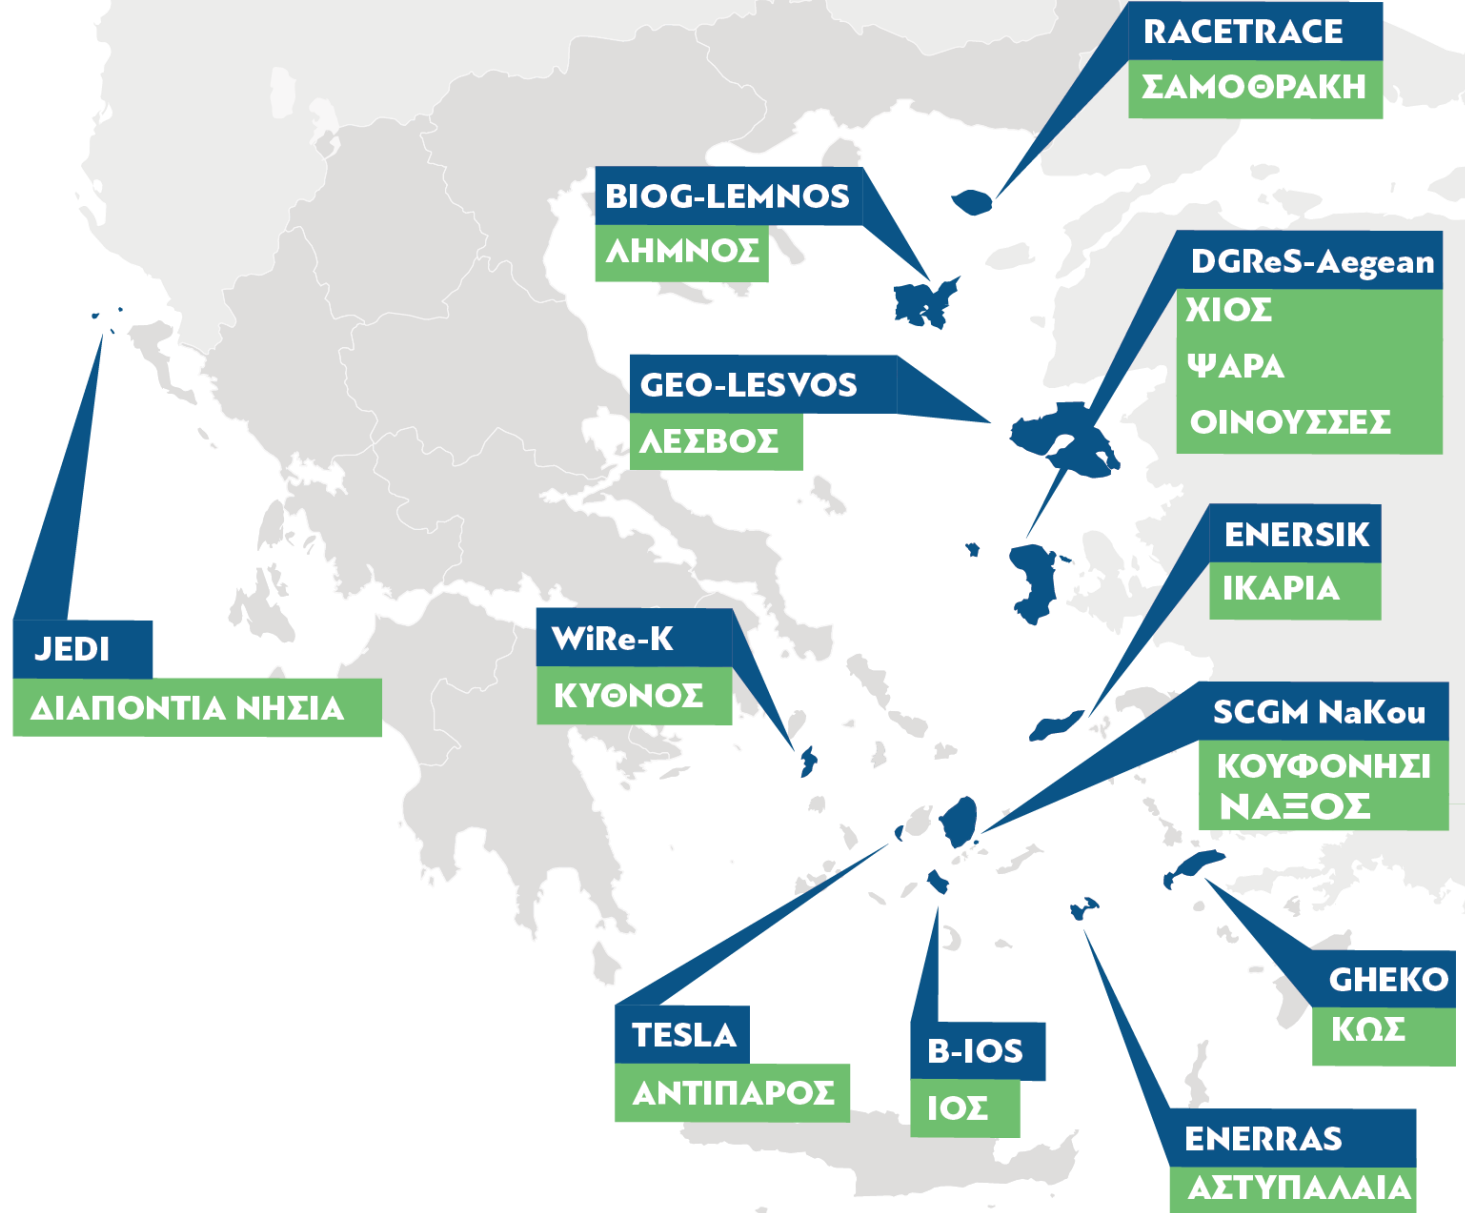 RACETRACE
ΣΑΜΟΘΡΑΚΗ
BIOG-LEMNOS
ΛΗΜΝΟΣ
DGReS-Aegean
ΧΙΟΣ
ΨΑΡΑ
ΟΙΝΟΥΣΣΕΣ
GEO-LESVOS
ΛΕΣΒΟΣ
ENERSIK
ΙΚΑΡΙΑ
JEDI
ΔΙΑΠΟΝΤΙΑ ΝΗΣΙΑ
WiRe-K
ΚΥΘΝΟΣ
SCGM NaKou
ΚΟΥΦΟΝΗΣΙ
ΝΑΞΟΣ
GHEKO
ΚΩΣ
TESLA
ΑΝΤΙΠΑΡΟΣ
B-IOS
ΙΟΣ
ENERRAS
ΑΣΤΥΠΑΛΑΙΑ